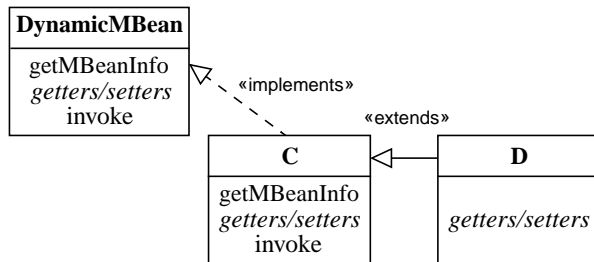 DynamicMBean
getMBeanInfo
getters/setters
invoke
«implements»
«extends»
C
getMBeanInfo
getters/setters
invoke
D
getters/setters